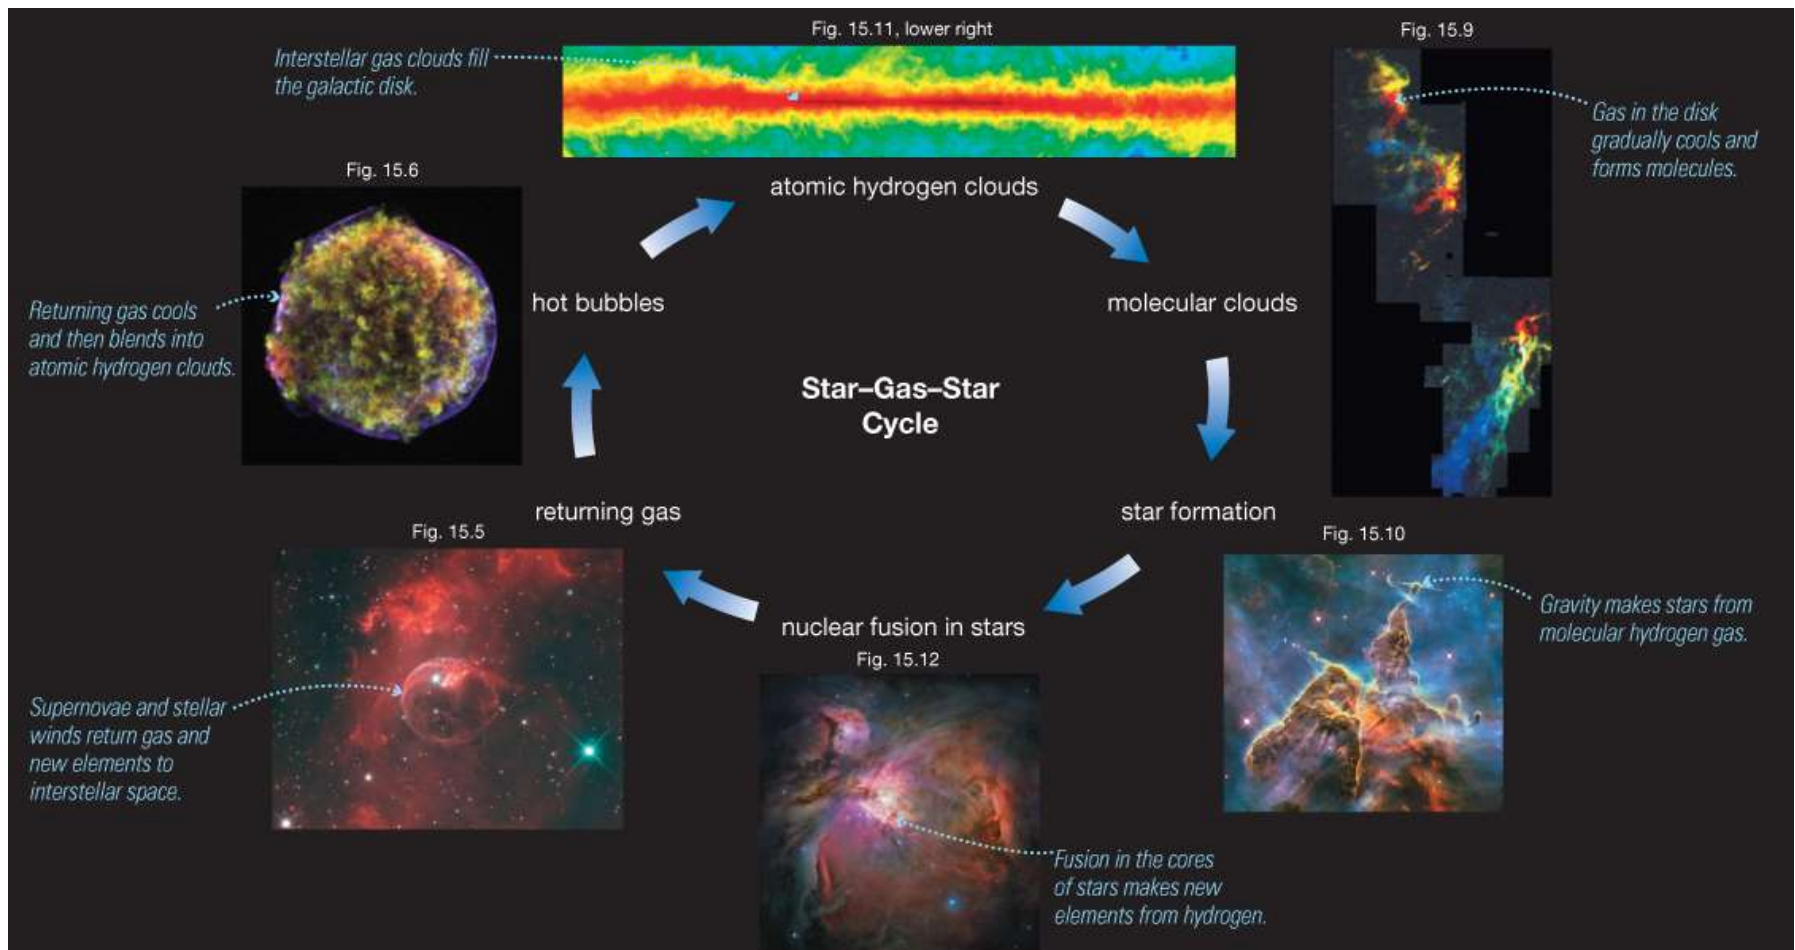 Fig. 15.11, lower right
Interstellar gas clouds fill
the galactic disk.
Fig. 15.9
Gas in the disk
gradually cools and
forms molecules.
atomic hydrogen clouds
Fig. 15.6
hot bubbles
Returning gas cools
and then blends into
atomic hydrogen clouds.
molecular clouds
Star–Gas–Star
Cycle
returning gas
Fig. 15.5
star formation
Fig. 15.10
Gravity makes stars from
molecular hydrogen gas.
nuclear fusion in stars
Fig. 15.12
Supernovae and stellar
winds return gas and
new elements to
interstellar space.
Fusion in the cores
of stars makes new
elements from hydrogen.